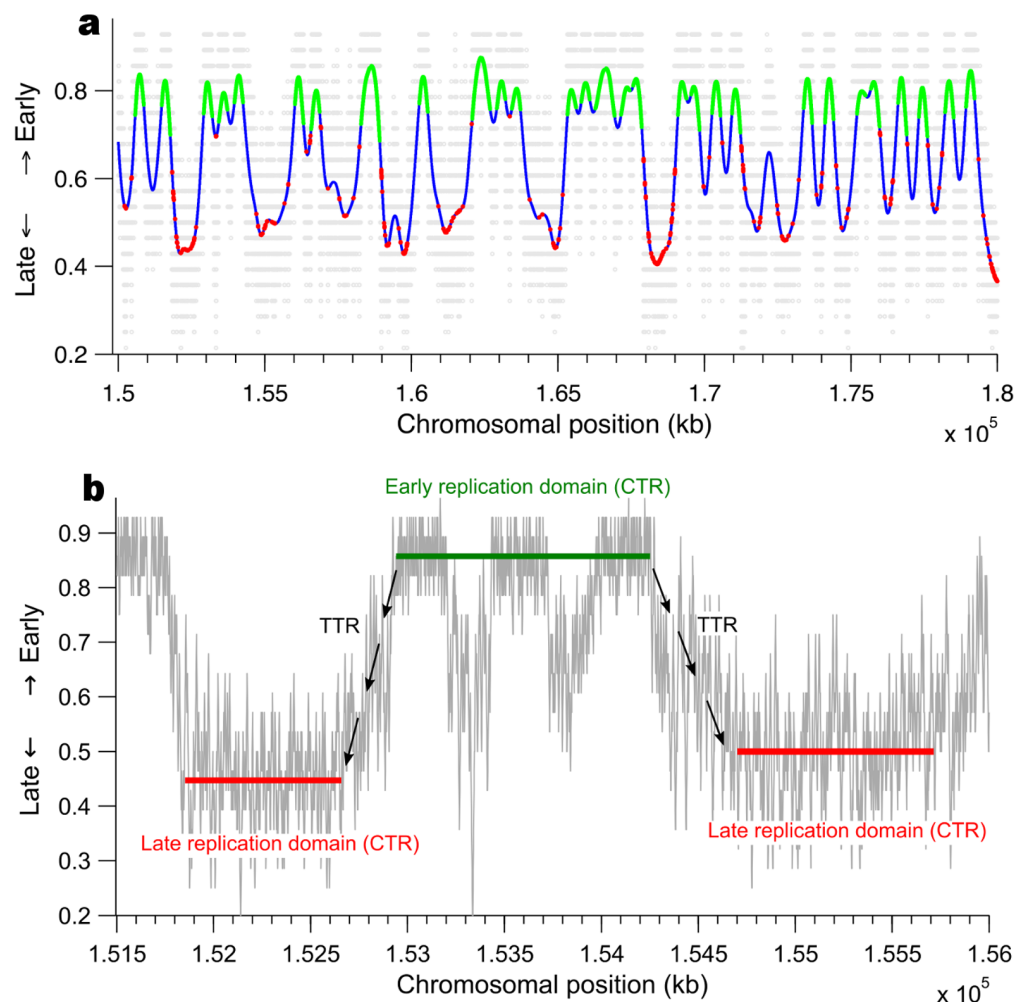 a
Late ← → Early
0.8
0.6
0.4
0.2
1.5 1.55 1.6 1.65 1.7 1.75 1.8
Chromosomal position (kb)
x 10^5
b
Early replication domain (CTR)
Late ← → Early
0.9
0.8
0.7
TTR TTR
0.6
0.5
0.4
Late replication domain (CTR)
Late replication domain (CTR)
0.3
0.2
1.515 1.52 1.525 1.53 1.535 1.54 1.545 1.55 1.555 1.56
Chromosomal position (kb)
x 10^5